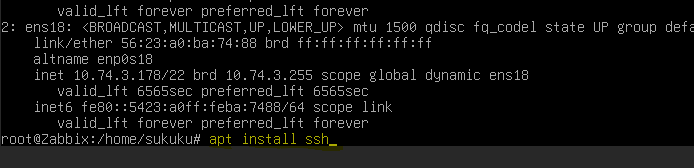 valid_lft forever preferred_lft forever
2: ens18: <BROADCAST,MULTICAST,UP,LOWER_UP> mtu 1500 qdisc fq_codel state UP group defa
link/ether 56:23:a0:ba:74:88 brd ff:ff:ff:ff:ff:ff
altname enp0s18
inet 10.74.3.178/22 brd 10.74.3.255 scope global dynamic ens18
valid_lft 6565sec preferred_lft 6565sec
inet6 fe80::5423:a0ff:feba:7488/64 scope link
valid_lft forever preferred_lft forever
root@Zabbix:/home/sukuku# apt install ssh_